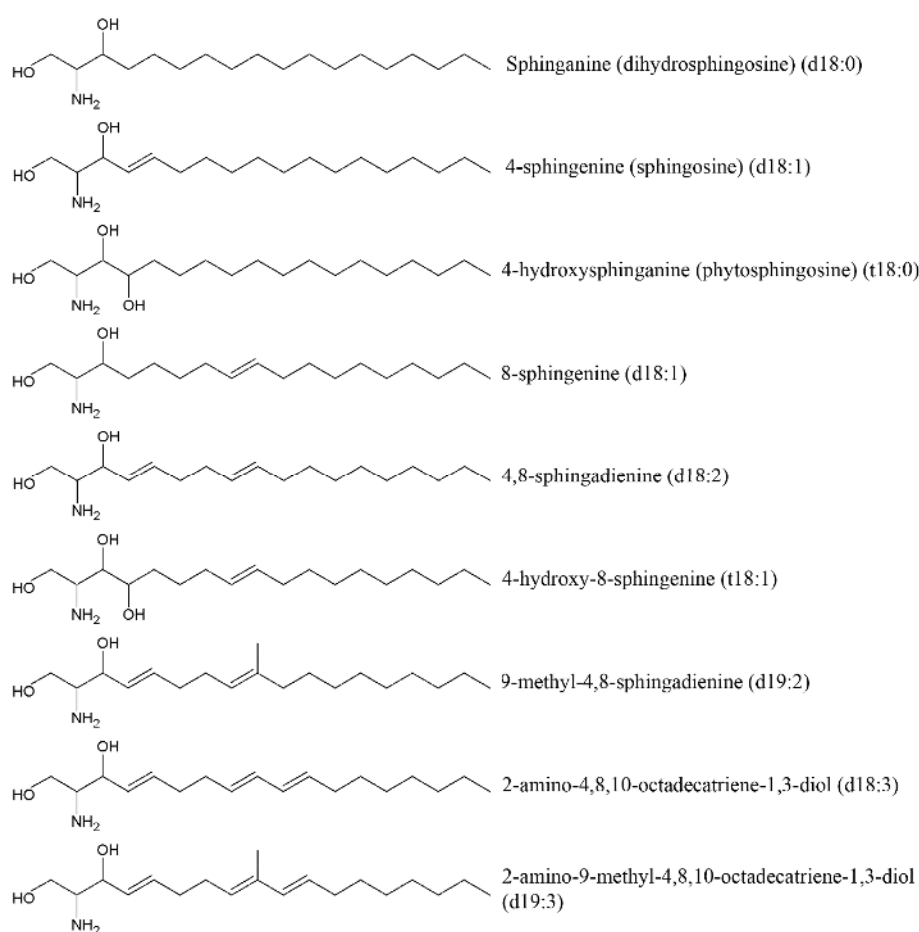 OH
HO
NH2
Sphinganine (dihydrosphingosine) (d18:0)
OH
HO
NH2
4-sphingenine (sphingosine) (d18:1)
OH
HO
NH2
OH
4-hydroxysphinganine (phytosphingosine) (t18:0)
OH
HO
NH2
8-sphingenine (d18:1)
OH
HO
NH2
4,8-sphingadienine (d18:2)
OH
HO
NH2
OH
4-hydroxy-8-sphingenine (t18:1)
OH
HO
NH2
9-methyl-4,8-sphingadienine (d19:2)
OH
HO
NH2
2-amino-4,8,10-octadecatriene-1,3-diol (d18:3)
OH
HO
NH2
2-amino-9-methyl-4,8,10-octadecatriene-1,3-diol
(d19:3)